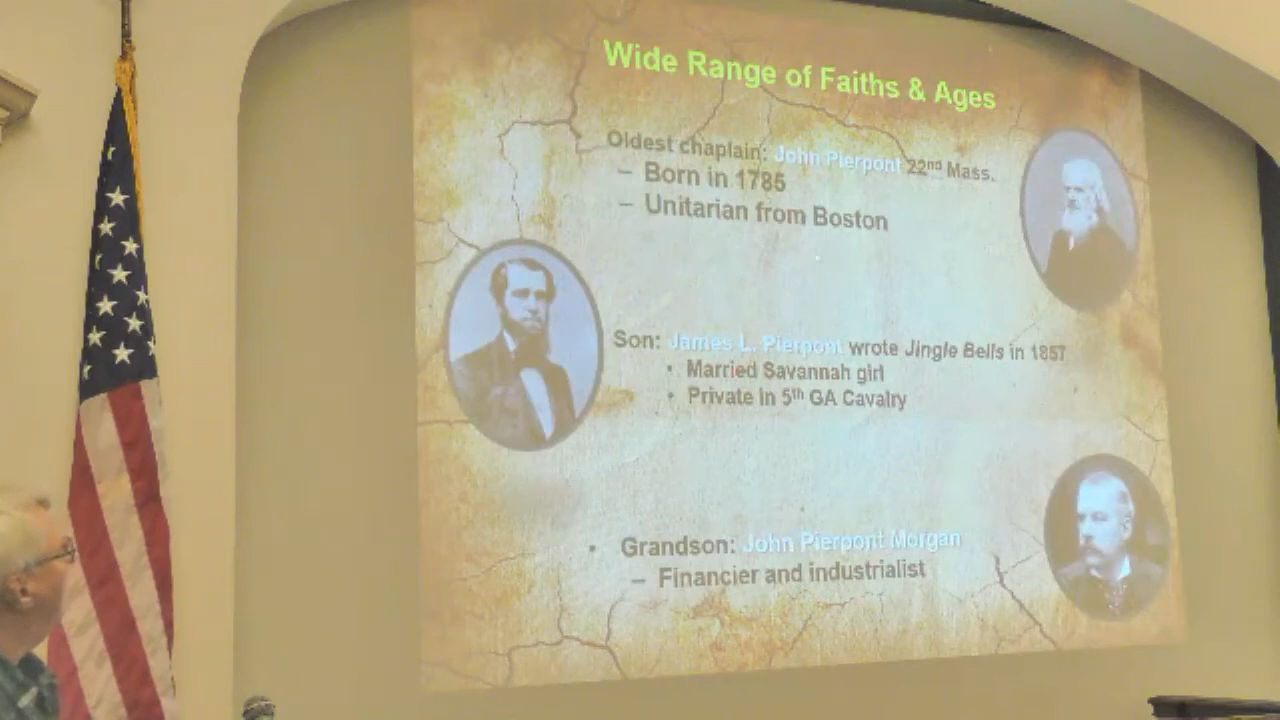 Wide Range of Faiths & Ages
Oldest chaplain: John Pierpont 22nd Mass.
– Born in 1785
– Unitarian from Boston
Son: James L. Pierpont wrote Jingle Bells in 1857
• Married Savannah girl
• Private in 5th GA Cavalry
• Grandson: John Pierpont Morgan
– Financier and industrialist